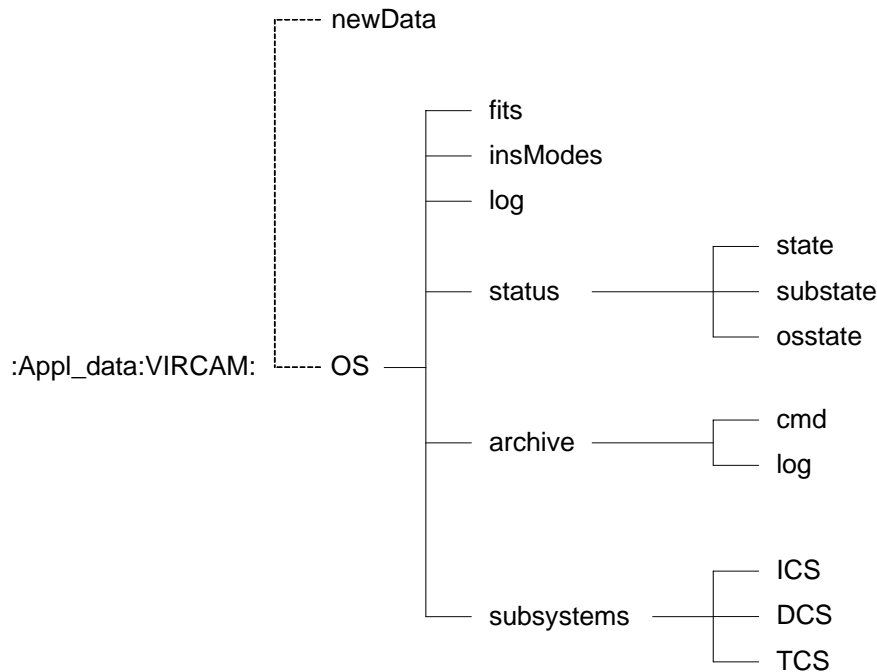 newData
fits
insModes
log
status
state
substate
osstate
:Appl_data:VIRCAM:
OS
archive
cmd
log
subsystems
ICS
DCS
TCS